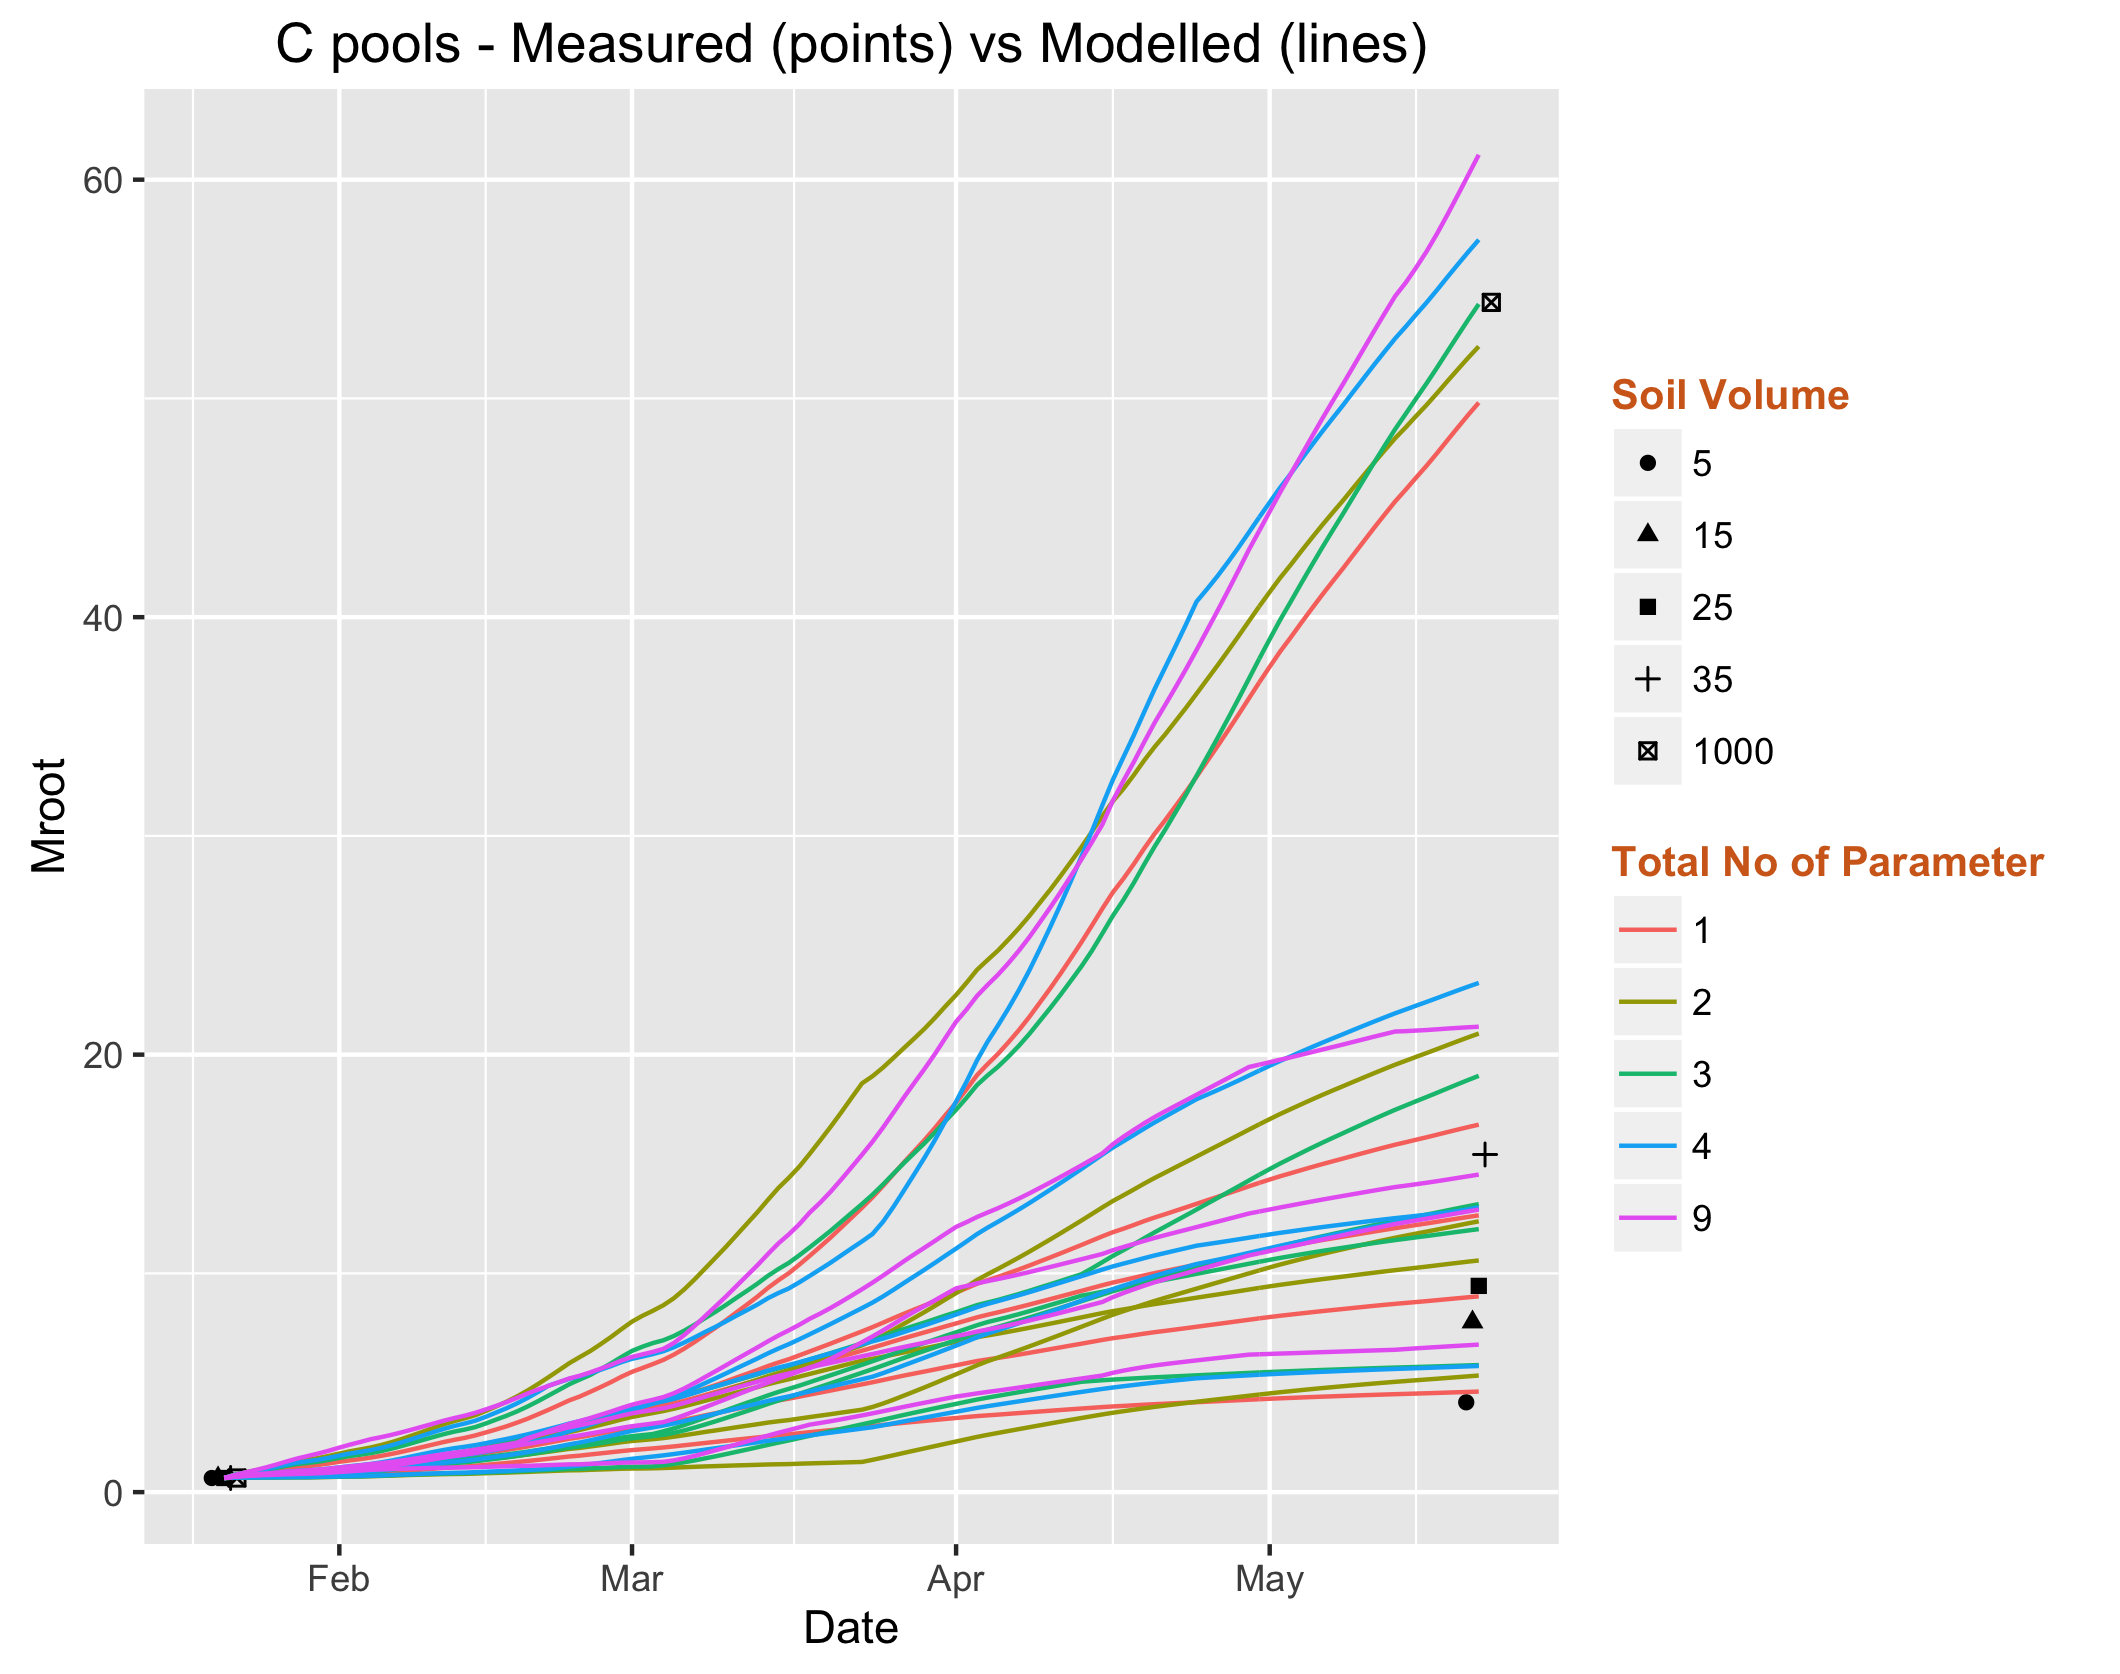 C pools - Measured (points) vs Modelled (lines)
60
40
20
0
Mroot
Feb Mar Apr May
Date
Soil Volume
5
15
25
35
1000
Total No of Parameter
1
2
3
4
9